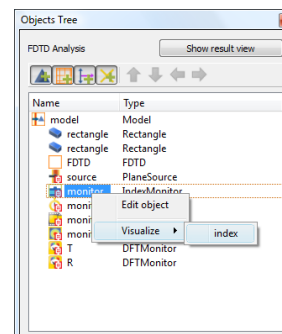 Objects Tree
FDTD Analysis Show result view
Name Type
model Model
rectangle Rectangle
rectangle Rectangle
FDTD FDTD
source PlaneSource
monitor IndexMonitor
Edit object
Visualize index
T DFTMonitor
R DFTMonitor